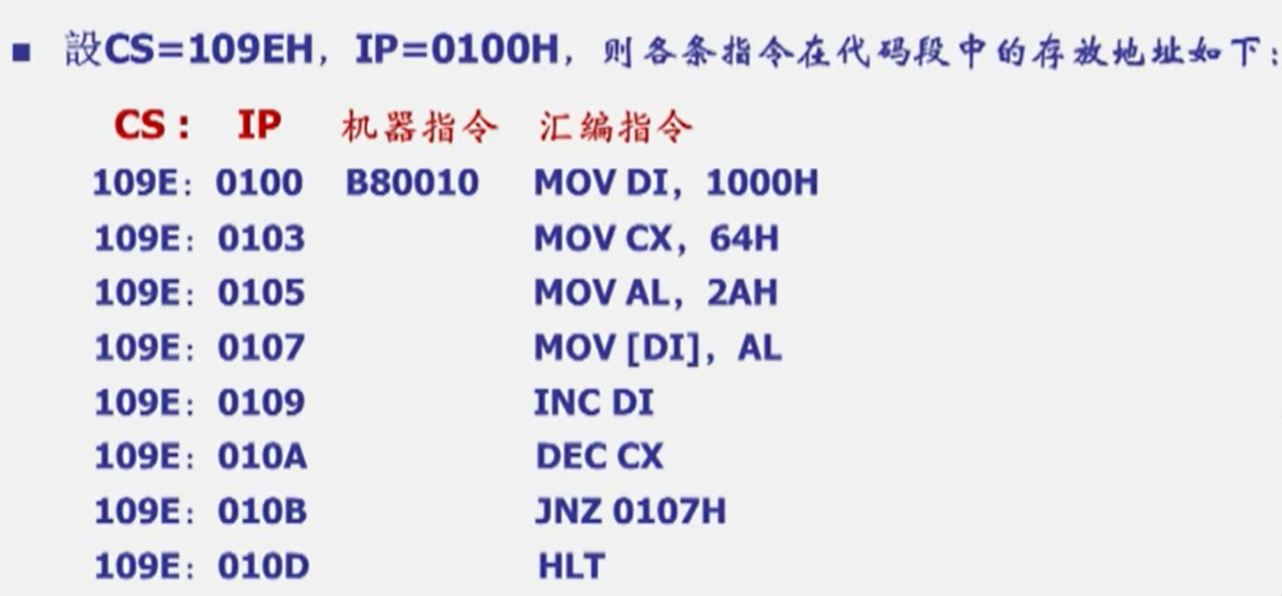 ■ 設CS=109EH，IP=0100H，则各条指令在代码段中的存放地址如下；
CS： IP 机器指令 汇编指令
109E：0100 B80010 MOV DI，1000H
109E：0103 MOV CX，64H
109E：0105 MOV AL，2AH
109E：0107 MOV [DI]，AL
109E：0109 INC DI
109E：010A DEC CX
109E：010B JNZ 0107H
109E：010D HLT